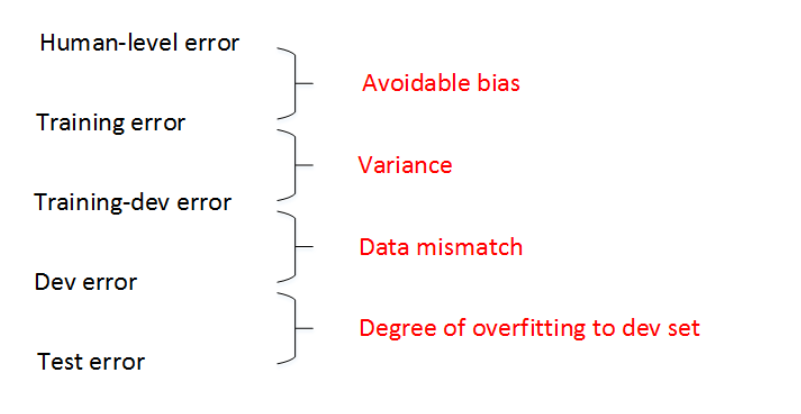 Human-level error
Avoidable bias
Training error
Variance
Training-dev error
Data mismatch
Dev error
Degree of overfitting to dev set
Test error